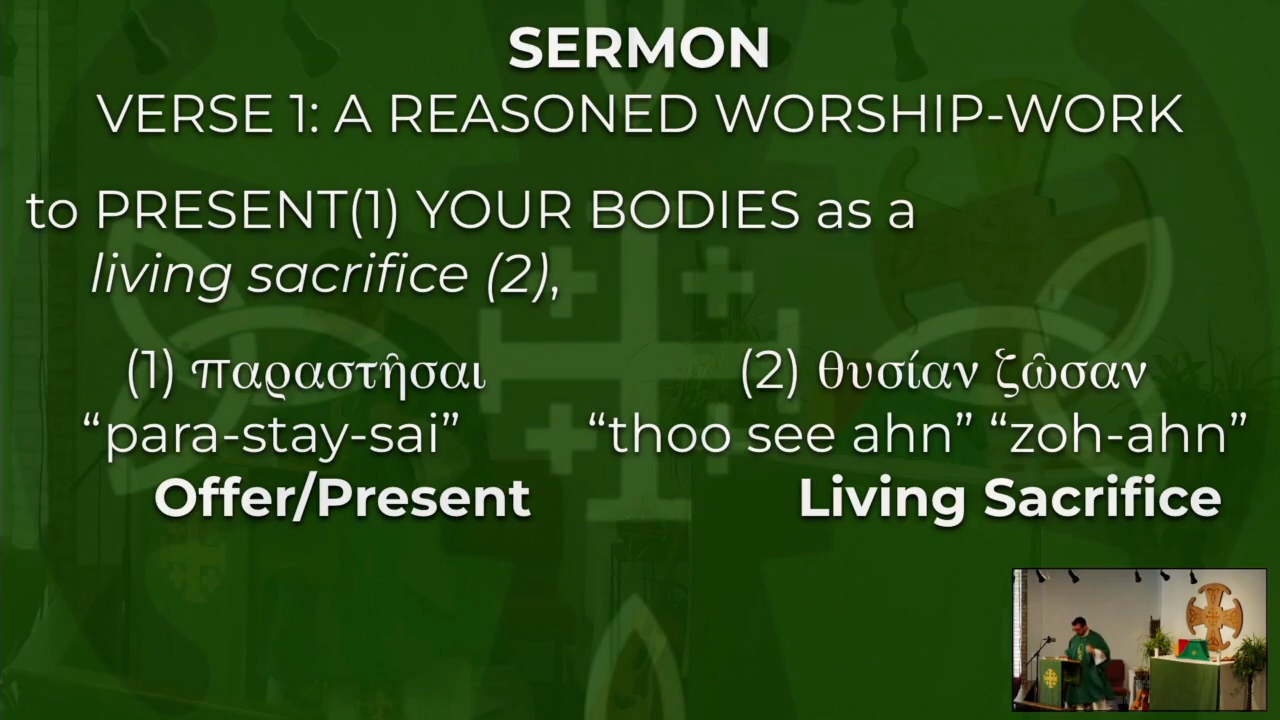 SERMON
VERSE 1: A REASONED WORSHIP-WORK
to PRESENT(1) YOUR BODIES as a
living sacrifice (2),
(1) παραστῆσαι
(2) θυσίαν ζῶσαν
“para-stay-sai”
“thoo see ahn” “zoh-ahn”
Offer/Present
Living Sacrifice